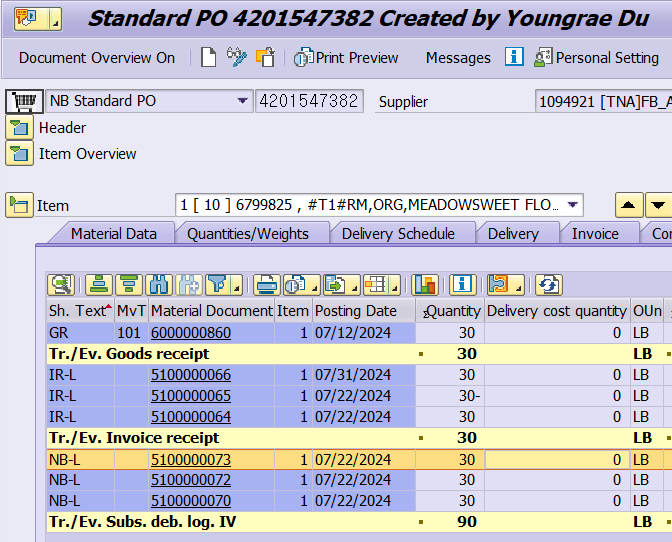 Standard PO 4201547382 Created by Youngrae Du
Document Overview On Print Preview Messages Personal Setting
NB Standard PO 4201547382 Supplier 1094921 [TNA]FB_A
Header
Item Overview
Item 1 [ 10 ] 6799825 , #T1#RM,ORG,MEADOWSWEET FLO...
Material Data Quantities/Weights Delivery Schedule Delivery Invoice Co
Sh. Text MvT Material Document Item Posting Date Quantity Delivery cost quantity OUn
GR 101 6000000860 1 07/12/2024 30 0 LB
Tr./Ev. Goods receipt 30 LB
IR-L 5100000066 1 07/31/2024 30 0 LB
IR-L 5100000065 1 07/22/2024 30- 0 LB
IR-L 5100000064 1 07/22/2024 30 0 LB
Tr./Ev. Invoice receipt 30 LB
NB-L 5100000073 1 07/22/2024 30 0 LB
NB-L 5100000072 1 07/22/2024 30 0 LB
NB-L 5100000070 1 07/22/2024 30 0 LB
Tr./Ev. Subs. deb. log. IV 90 LB